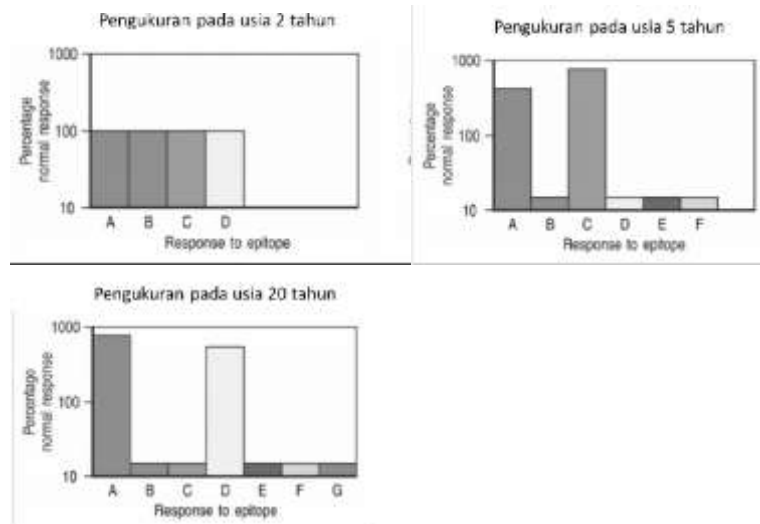 Pengukuran pada usia 2 tahun
1000
100
10
Percentage
normal response
A B C D
Response to epitope
Pengukuran pada usia 5 tahun
1000
100
10
Percentage
normal response
A B C D E F
Response to epitope
Pengukuran pada usia 20 tahun
1000
100
10
Percentage
normal response
A B C D E F G
Response to epitope